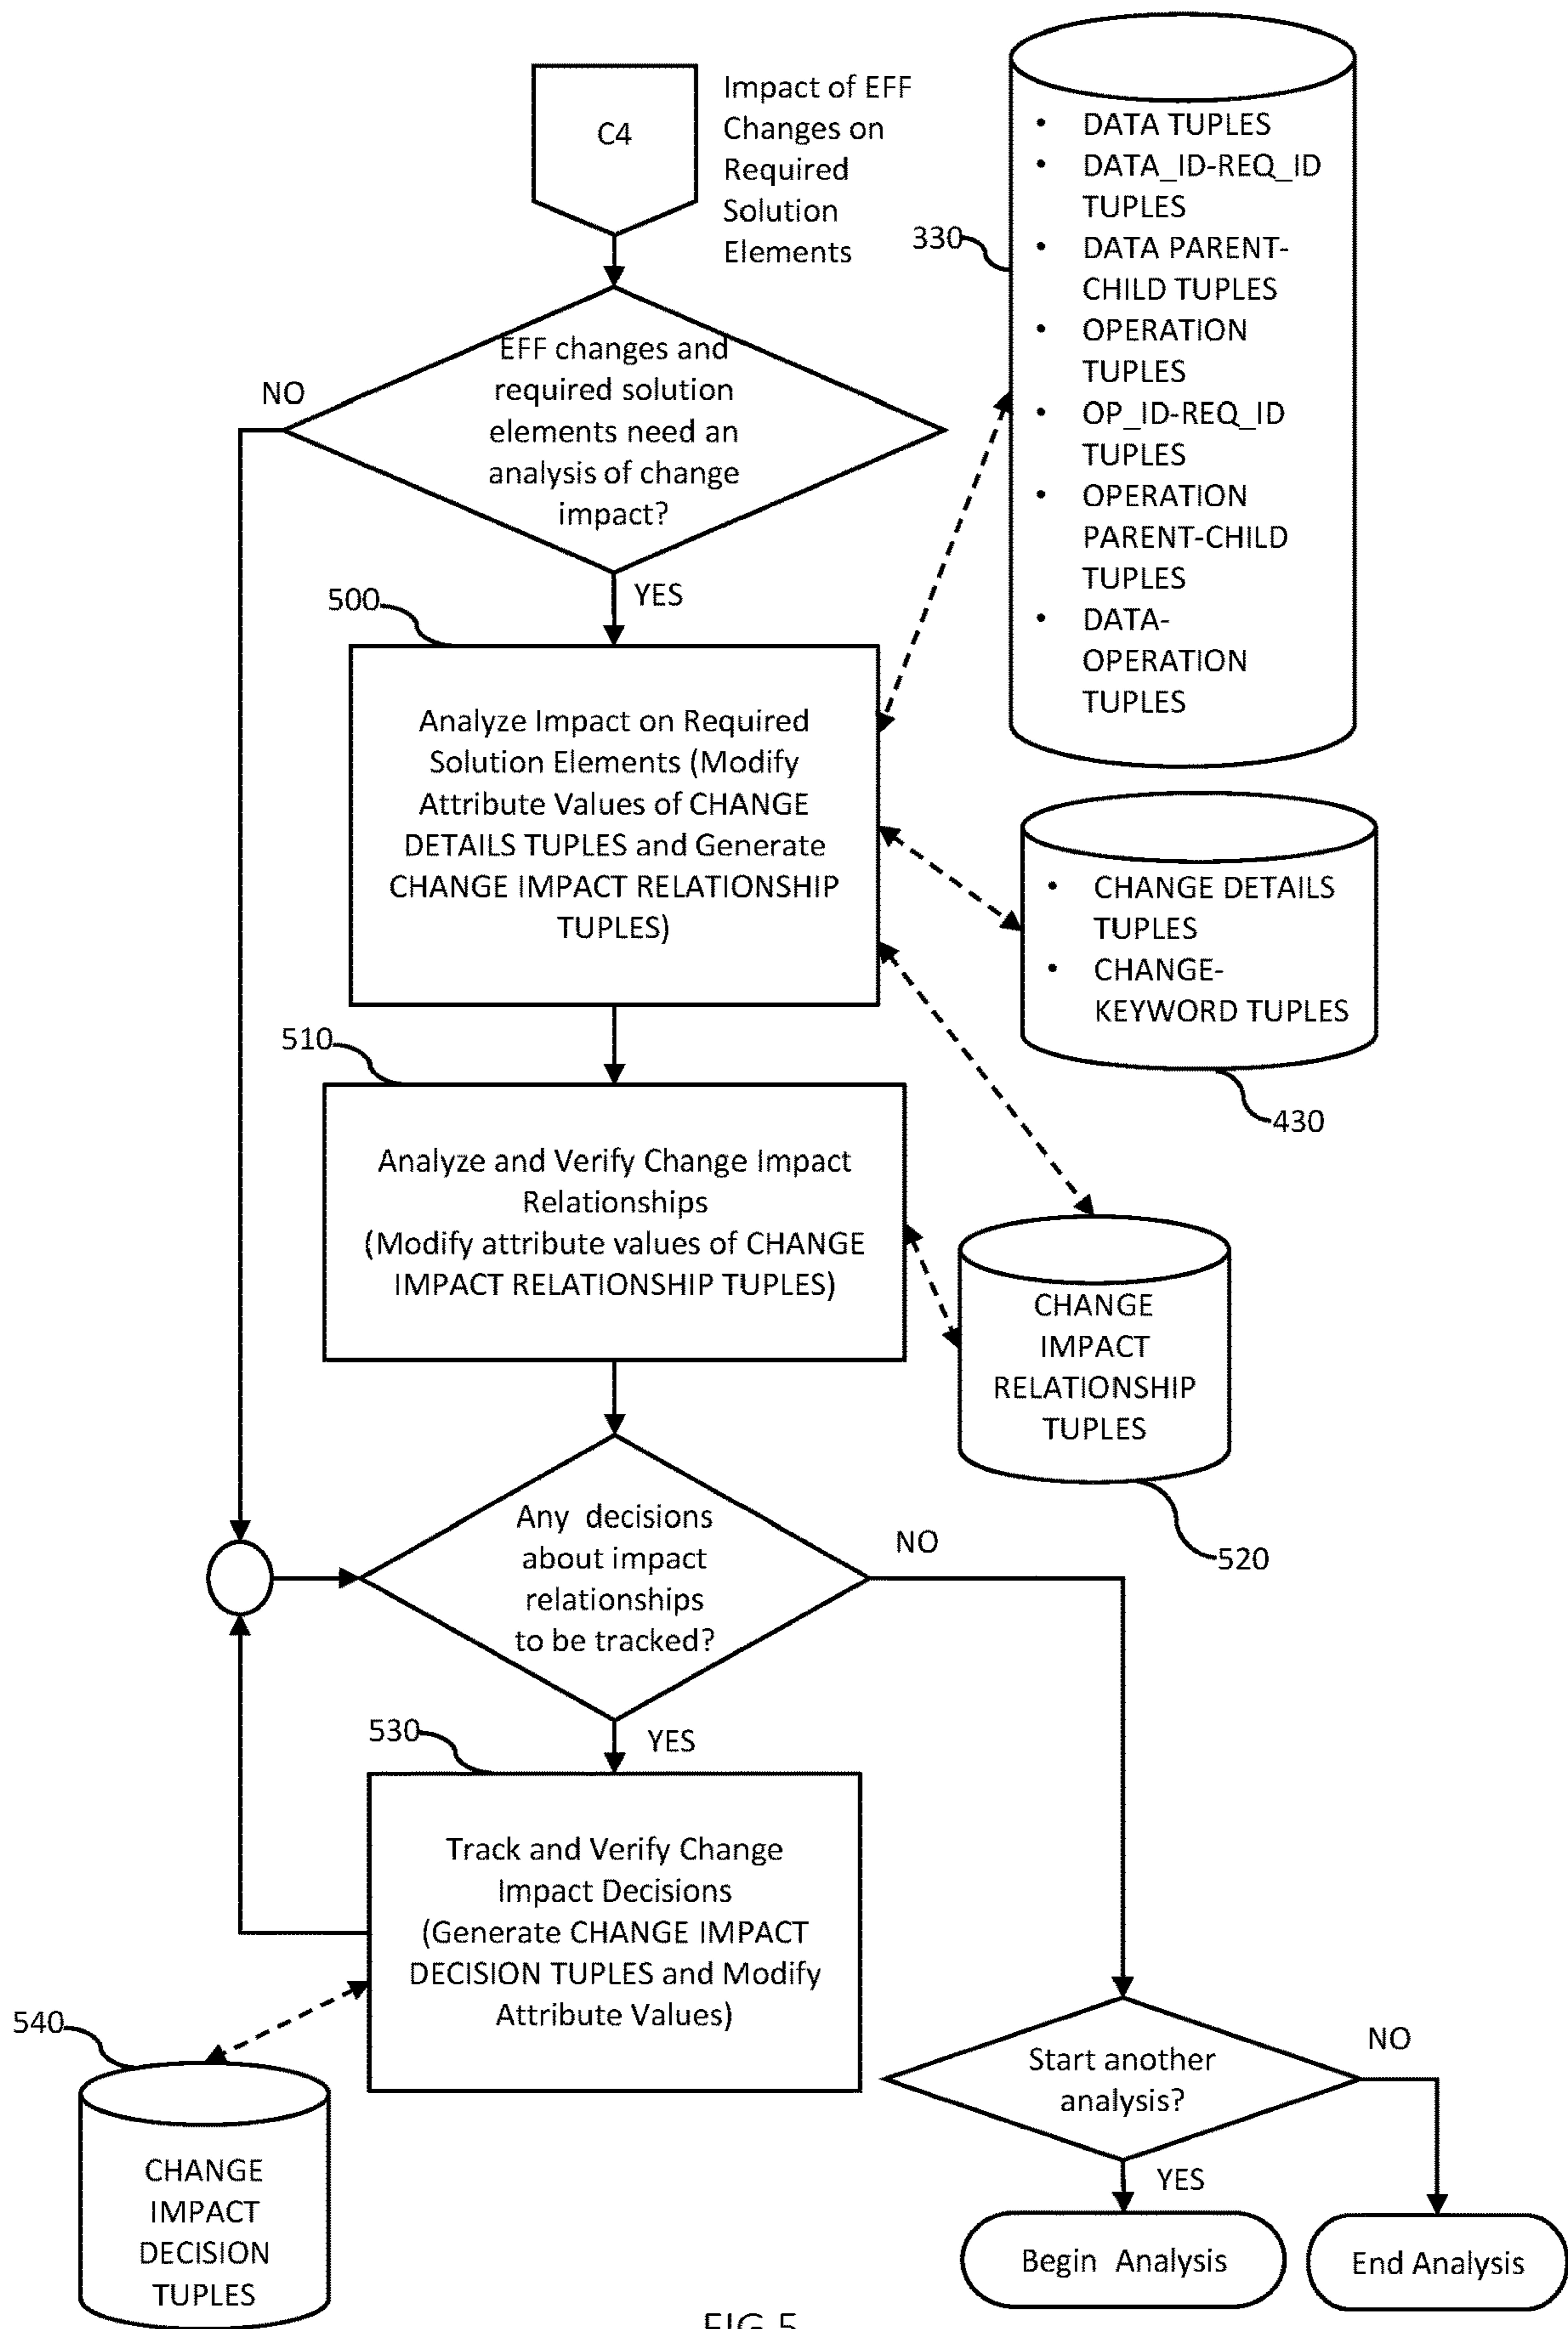 C4
Impact of EFF
Changes on
Required
Solution
Elements
330
• DATA TUPLES
• DATA_ID-REQ_ID
TUPLES
• DATA PARENT-
CHILD TUPLES
• OPERATION
TUPLES
• OP_ID-REQ_ID
TUPLES
• OPERATION
PARENT-CHILD
TUPLES
• DATA-
OPERATION
TUPLES
EFF changes and
required solution
elements need an
analysis of change
impact?
NO
YES
500
Analyze Impact on Required
Solution Elements (Modify
Attribute Values of CHANGE
DETAILS TUPLES and Generate
CHANGE IMPACT RELATIONSHIP
TUPLES)
• CHANGE DETAILS
TUPLES
• CHANGE-
KEYWORD TUPLES
430
510
Analyze and Verify Change Impact
Relationships
(Modify attribute values of CHANGE
IMPACT RELATIONSHIP TUPLES)
CHANGE
IMPACT
RELATIONSHIP
TUPLES
520
Any decisions
about impact
relationships
to be tracked?
NO
YES
530
Track and Verify Change
Impact Decisions
(Generate CHANGE IMPACT
DECISION TUPLES and Modify
Attribute Values)
540
CHANGE
IMPACT
DECISION
TUPLES
Start another
analysis?
NO
YES
Begin Analysis
End Analysis
FIG 5